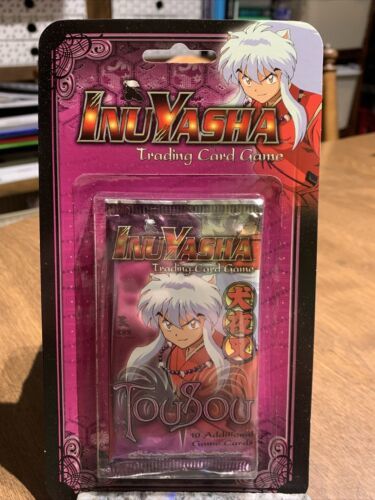 INUYASHA
Trading Card Game
INUYASHA
Trading Card Game
犬夜叉
TOUSOU
10 Additional
Game Cards